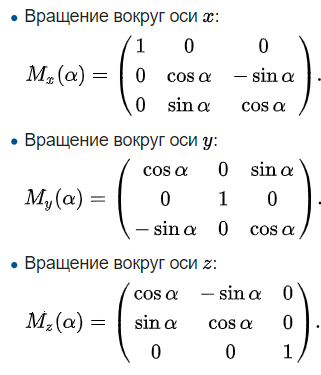 • Вращение вокруг оси x:
M_x(α) = ( 1 0 0
0 cos α − sin α
0 sin α cos α ) .
• Вращение вокруг оси y:
M_y(α) = ( cos α 0 sin α
0 1 0
− sin α 0 cos α ) .
• Вращение вокруг оси z:
M_z(α) = ( cos α − sin α 0
sin α cos α 0
0 0 1 ) .